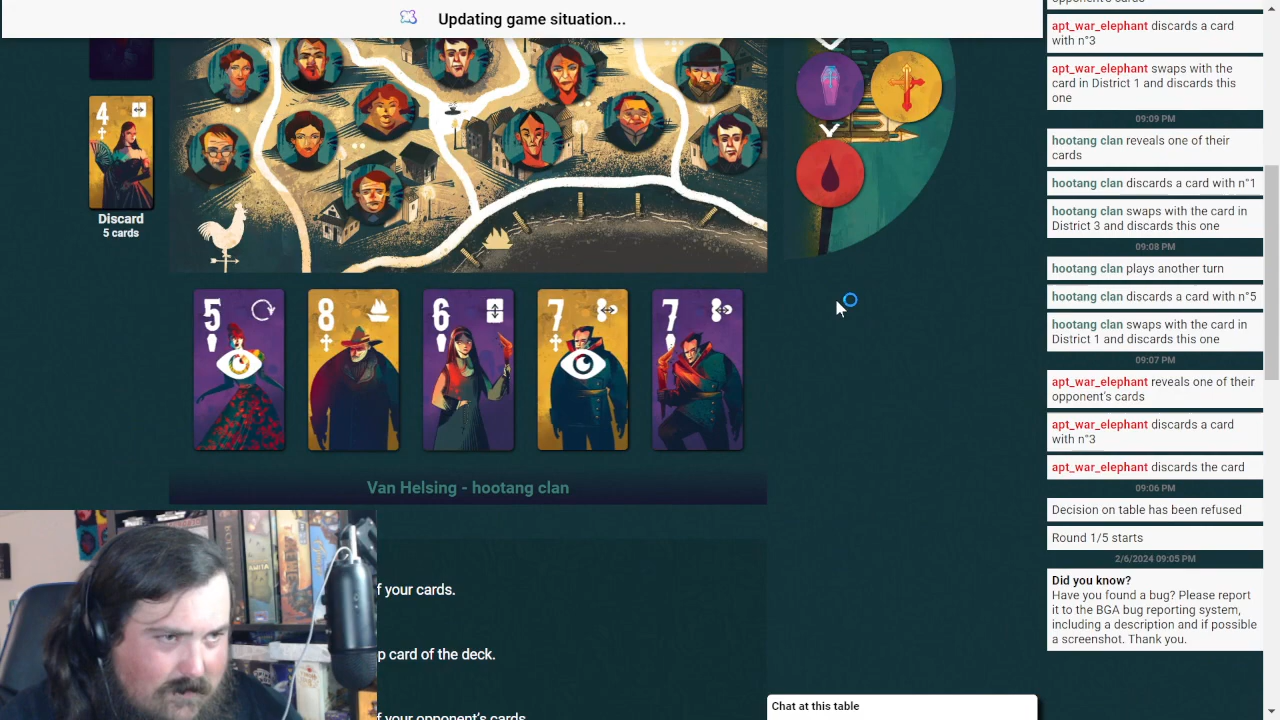 Updating game situation...
opponent's cards
apt_war_elephant discards a card
with n°3
apt_war_elephant swaps with the
card in District 1 and discards this
one
09:09 PM
hootang clan reveals one of their
cards
hootang clan discards a card with n°1
hootang clan swaps with the card in
District 3 and discards this one
09:08 PM
hootang clan plays another turn
hootang clan discards a card with n°5
hootang clan swaps with the card in
District 1 and discards this one
09:07 PM
apt_war_elephant reveals one of their
opponent's cards
apt_war_elephant discards a card
with n°3
apt_war_elephant discards the card
09:06 PM
Decision on table has been refused
Round 1/5 starts
2/6/2024 09:05 PM
Did you know?
Have you found a bug? Please report
it to the BGA bug reporting system,
including a description and if possible
a screenshot. Thank you.
4
Discard
5 cards
5
8
6
7
7
Van Helsing - hootang clan
f your cards.
p card of the deck.
f your opponent's cards
Chat at this table